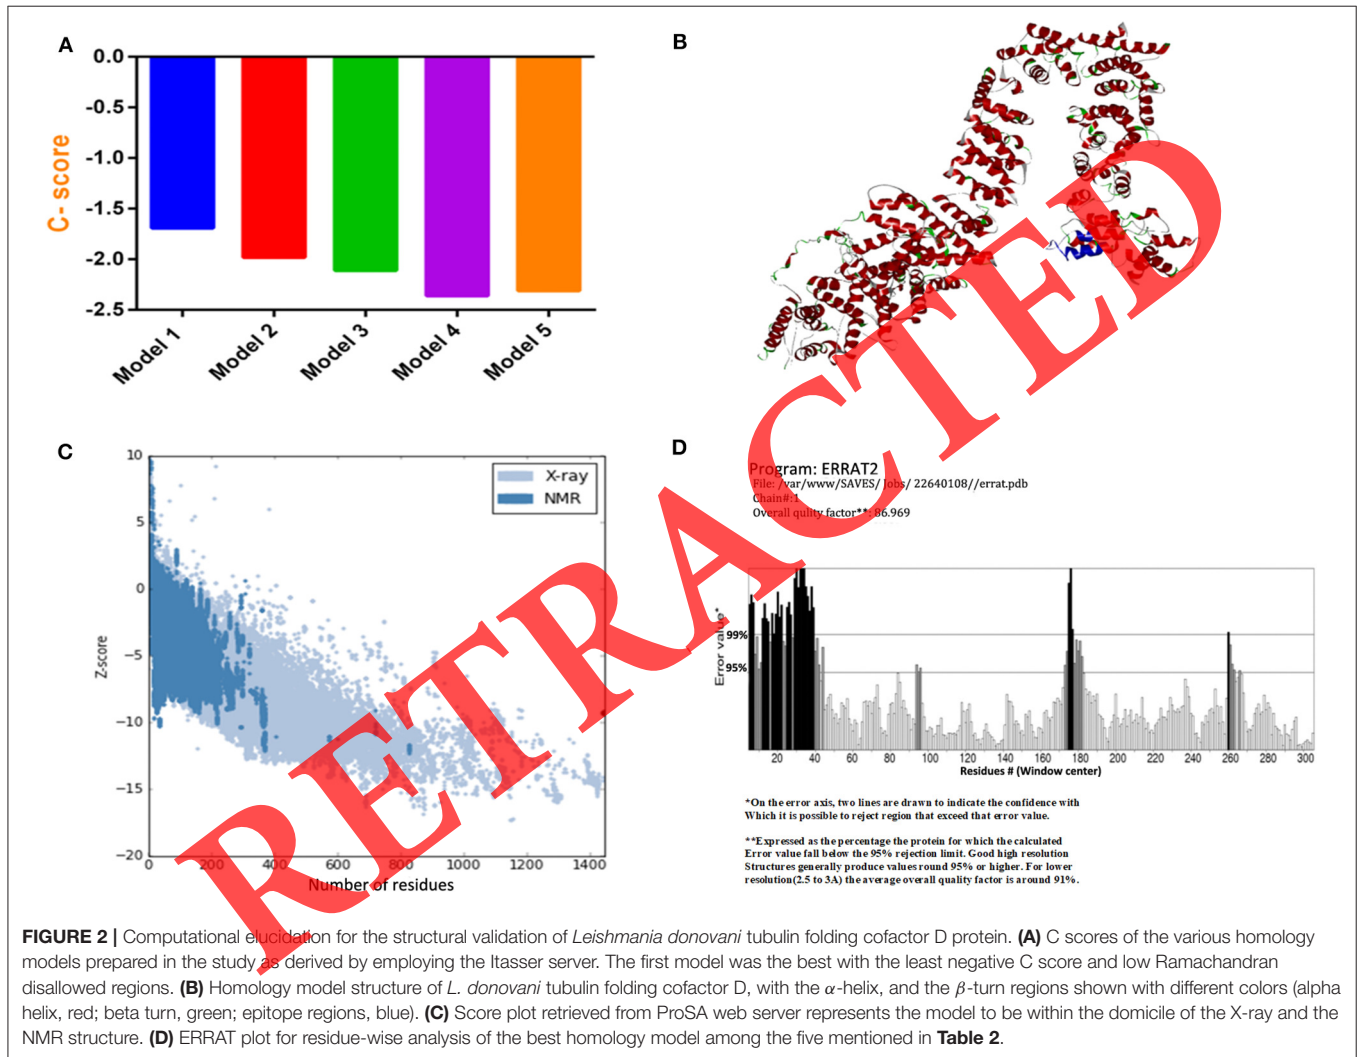 A
0.0
-0.5
-1.0
-1.5
-2.0
-2.5
C- score
Model 1
Model 2
Model 3
Model 4
Model 5
B
C
10
5
0
−5
−10
−15
−20
Z-score
X-ray
NMR
0
200
400
600
800
1000
1200
1400
Number of residues
D
Program: ERRAT2
File: /var/www/SAVES/ Jobs/ 22640108//errat.pdb
Chain#:1
Overall qulity factor**: 86.969
Error value*
99%
95%
20 40 60 80 100 120 140 160 180 200 220 240 260 280 300
Residues # (Window center)
*On the error axis, two lines are drawn to indicate the confidence with
Which it is possible to reject region that exceed that error value.
**Expressed as the percentage the protein for which the calculated
Error value fall below the 95% rejection limit. Good high resolution
Structures generally produce values round 95% or higher. For lower
resolution(2.5 to 3A) the average overall quality factor is around 91%.
RETRACTED
FIGURE 2 | Computational elucidation for the structural validation of Leishmania donovani tubulin folding cofactor D protein. (A) C scores of the various homology
models prepared in the study as derived by employing the Itasser server. The first model was the best with the least negative C score and low Ramachandran
disallowed regions. (B) Homology model structure of L. donovani tubulin folding cofactor D, with the α-helix, and the β-turn regions shown with different colors (alpha
helix, red; beta turn, green; epitope regions, blue). (C) Score plot retrieved from ProSA web server represents the model to be within the domicile of the X-ray and the
NMR structure. (D) ERRAT plot for residue-wise analysis of the best homology model among the five mentioned in Table 2.